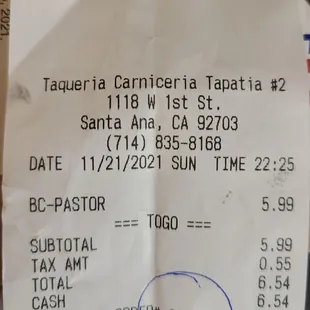 2021,
Taqueria Carniceria Tapatia #2
1118 W 1st St.
Santa Ana, CA 92703
(714) 835-8168
DATE 11/21/2021 SUN TIME 22:25
BC-PASTOR 5.99
=== TOGO ===
SUBTOTAL 5.99
TAX AMT 0.55
TOTAL 6.54
CASH 6.54